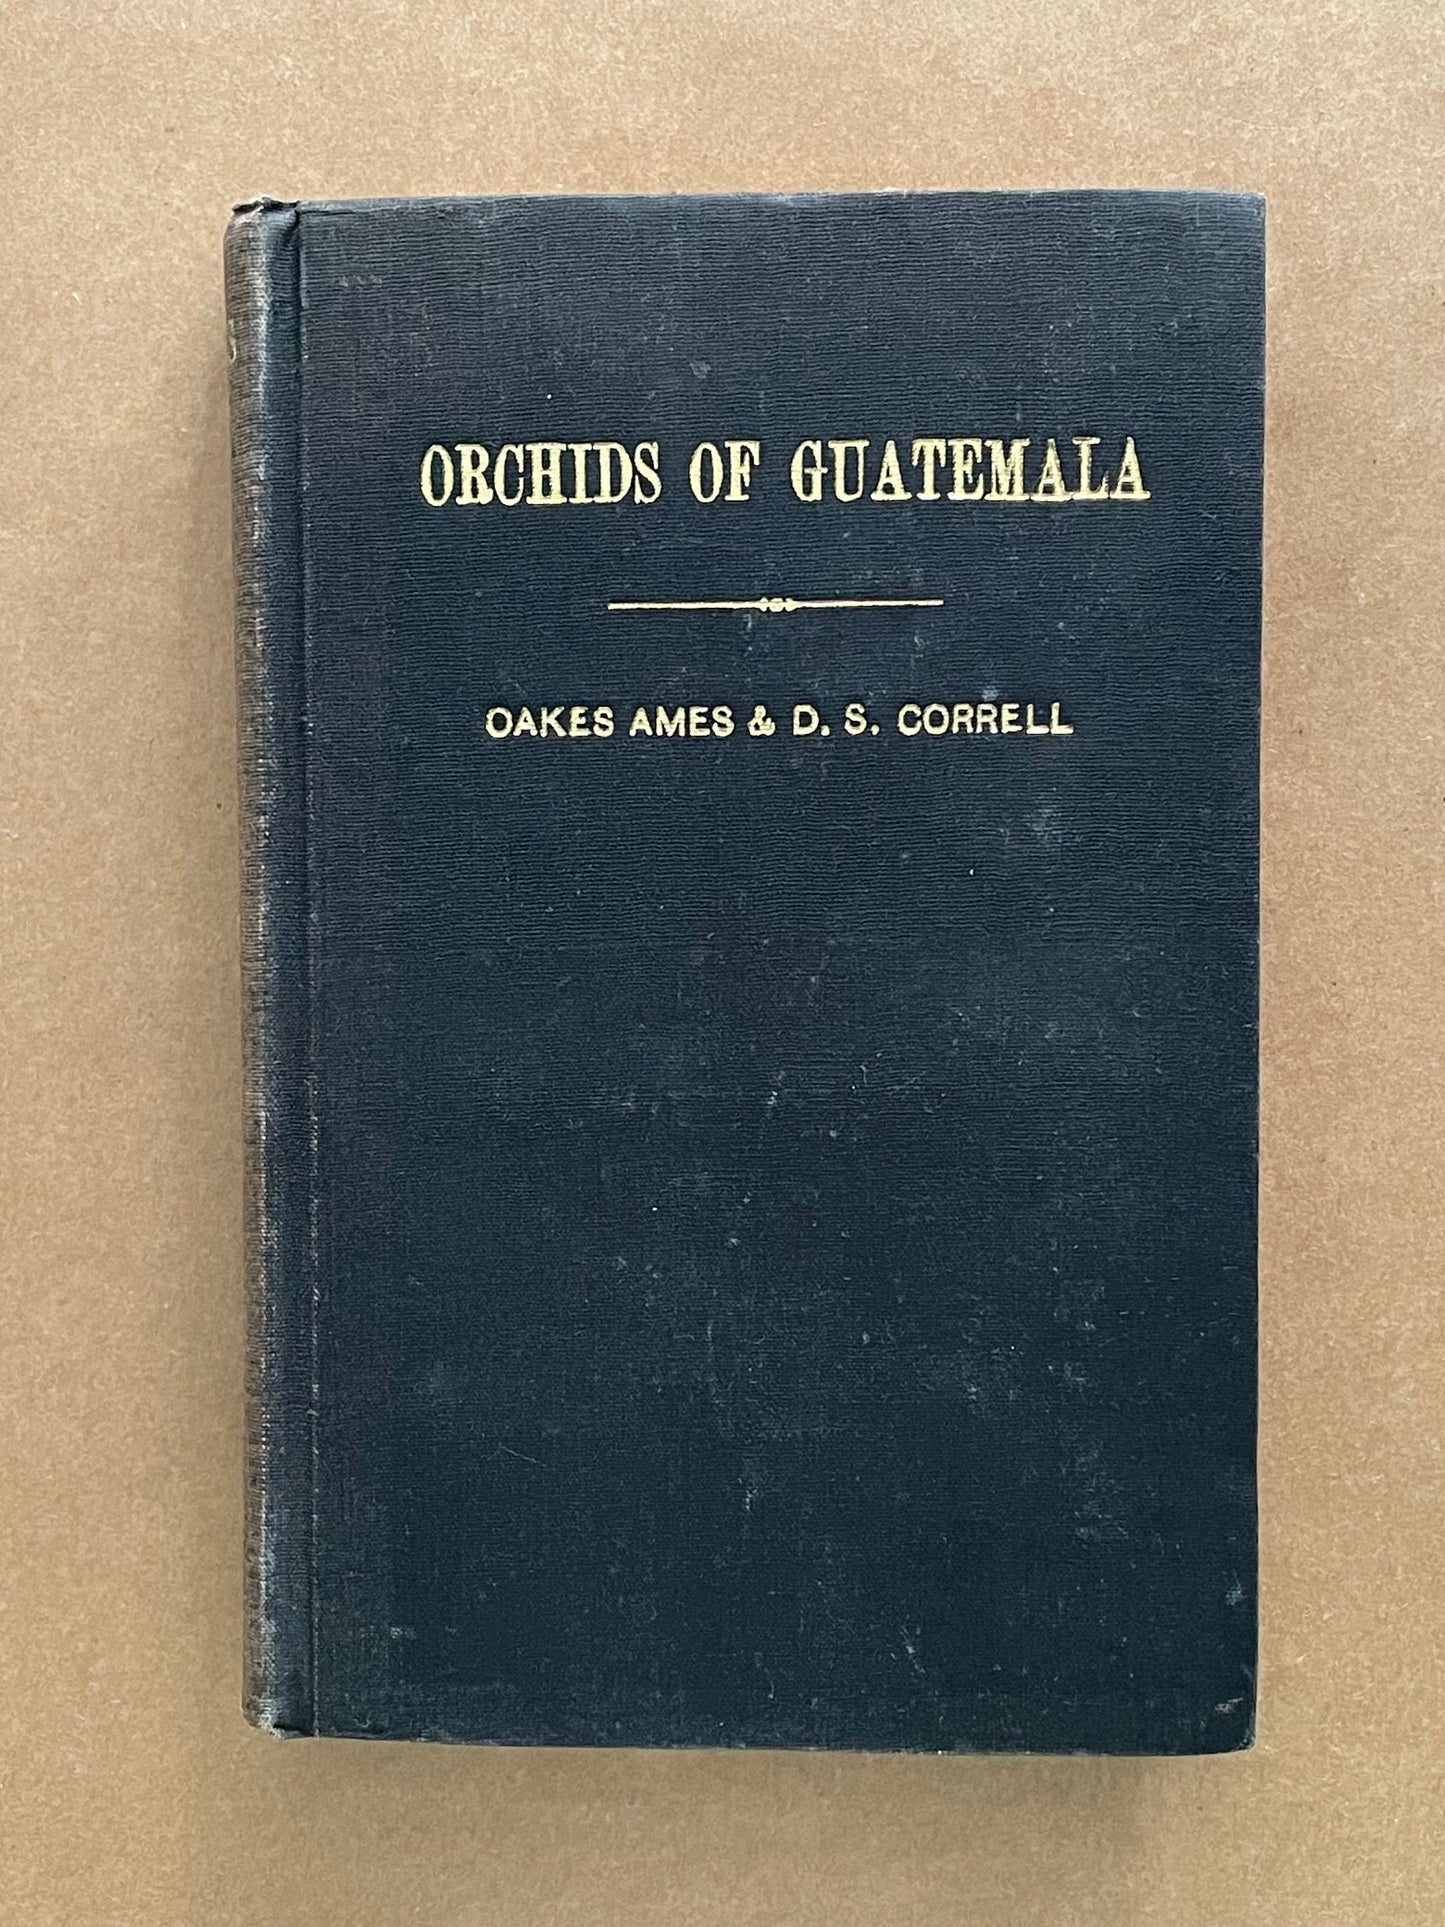 ORCHIDS OF GUATEMALA
OAKES AMES & D. S. CORRELL